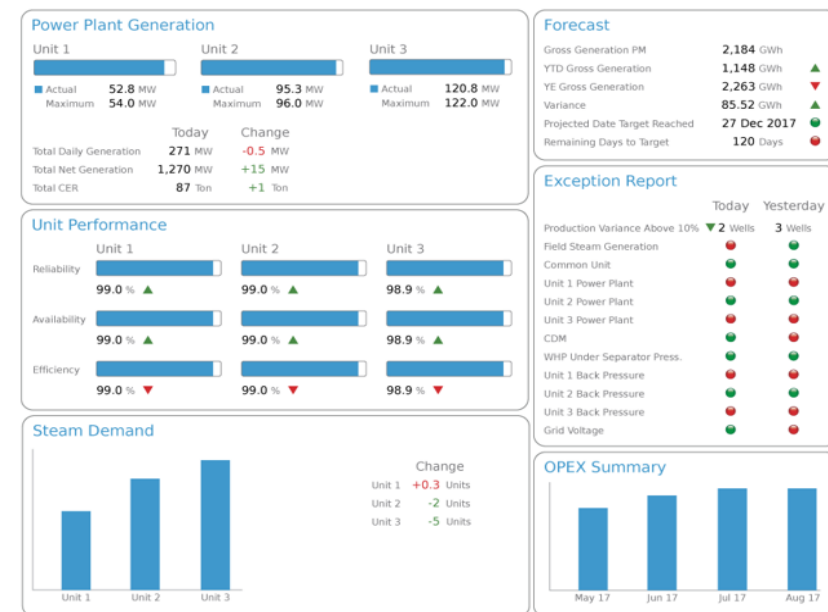 Power Plant Generation
Unit 1 Unit 2 Unit 3
Actual 52.8 MW Actual 95.3 MW Actual 120.8 MW
Maximum 54.0 MW Maximum 96.0 MW Maximum 122.0 MW
Today Change
Total Daily Generation 271 MW -0.5 MW
Total Net Generation 1,270 MW +15 MW
Total CER 87 Ton +1 Ton
Unit Performance
Unit 1 Unit 2 Unit 3
Reliability
99.0 % 99.0 % 98.9 %
Availability
99.0 % 99.0 % 98.9 %
Efficiency
99.0 % 99.0 % 98.9 %
Steam Demand
Change
Unit 1 +0.3 Units
Unit 2 -2 Units
Unit 3 -5 Units
Unit 1 Unit 2 Unit 3
Forecast
Gross Generation PM 2,184 GWh
YTD Gross Generation 1,148 GWh
YE Gross Generation 2,263 GWh
Variance 85.52 GWh
Projected Date Target Reached 27 Dec 2017
Remaining Days to Target 120 Days
Exception Report
Today Yesterday
Production Variance Above 10% 2 Wells 3 Wells
Field Steam Generation
Common Unit
Unit 1 Power Plant
Unit 2 Power Plant
Unit 3 Power Plant
CDM
WHP Under Separator Press.
Unit 1 Back Pressure
Unit 2 Back Pressure
Unit 3 Back Pressure
Grid Voltage
OPEX Summary
May 17 Jun 17 Jul 17 Aug 17